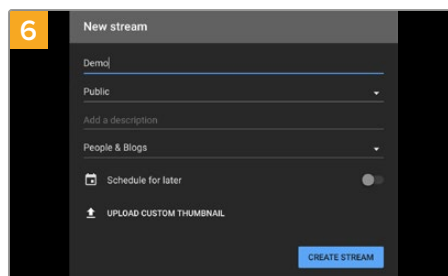 6
New stream
Demo
Public
Add a description
People & Blogs
Schedule for later
UPLOAD CUSTOM THUMBNAIL
CREATE STREAM